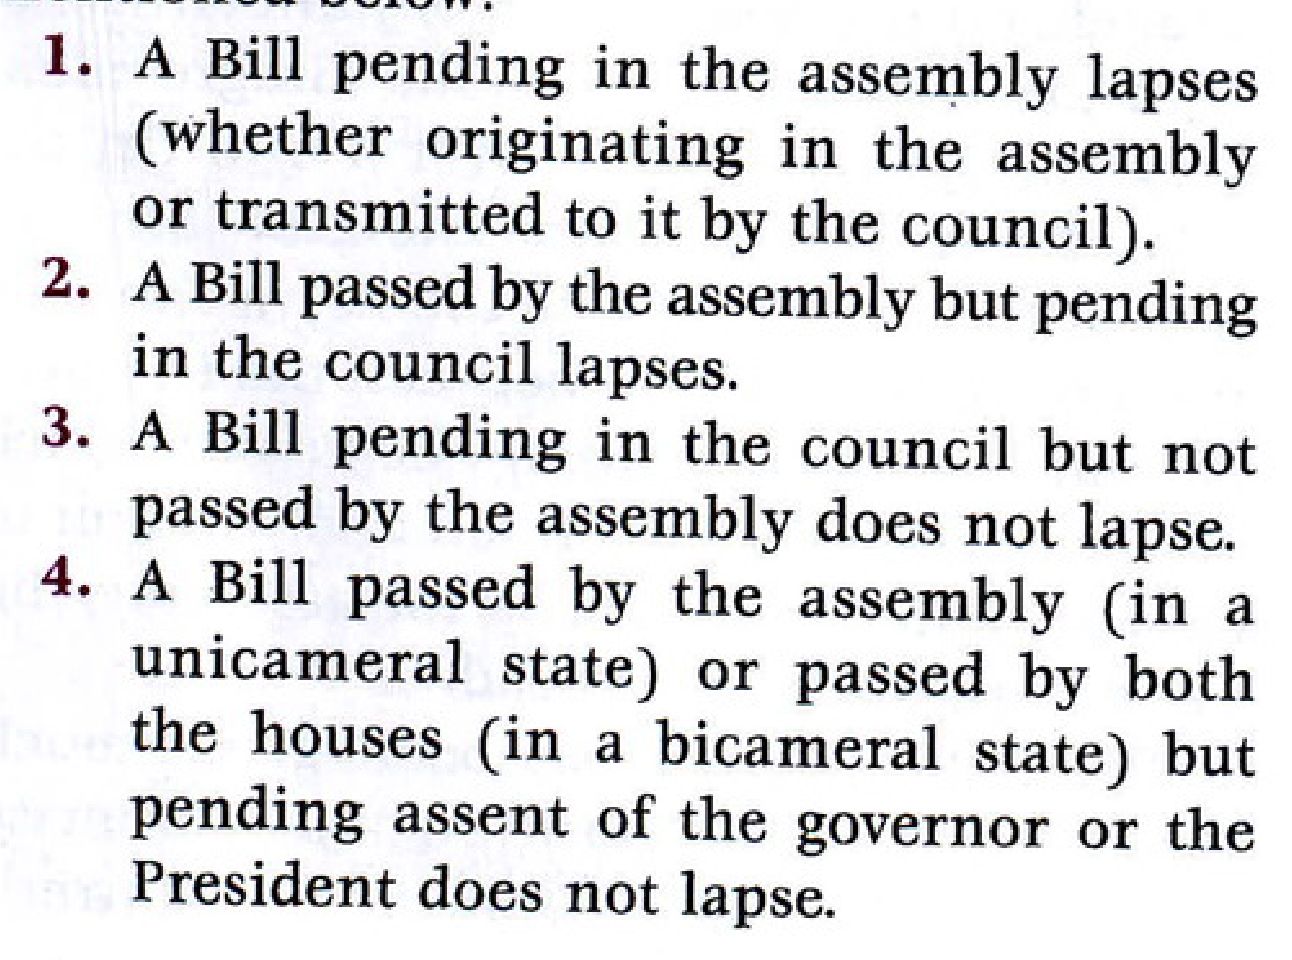 mentioned below:
1. A Bill pending in the assembly lapses
(whether originating in the assembly
or transmitted to it by the council).
2. A Bill passed by the assembly but pending
in the council lapses.
3. A Bill pending in the council but not
passed by the assembly does not lapse.
4. A Bill passed by the assembly (in a
unicameral state) or passed by both
the houses (in a bicameral state) but
pending assent of the governor or the
President does not lapse.